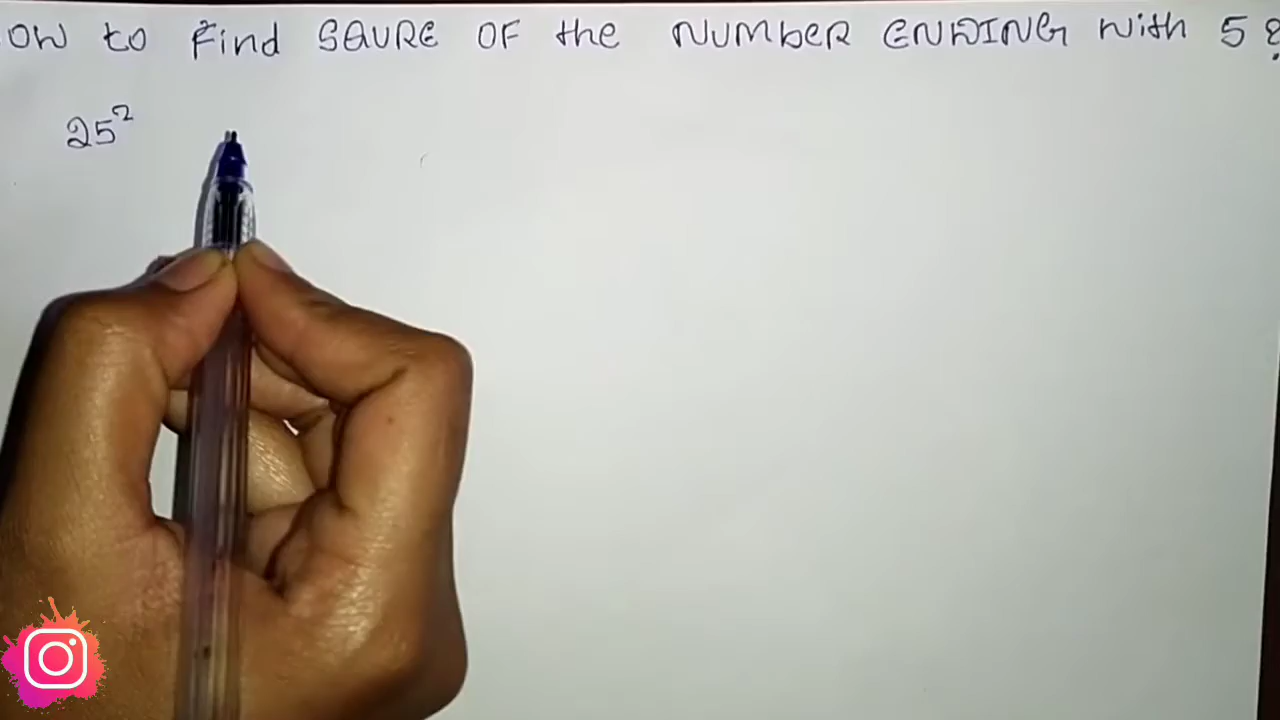 ow to Find SQURE OF the NUMbER ENDING with 5 ?
25²